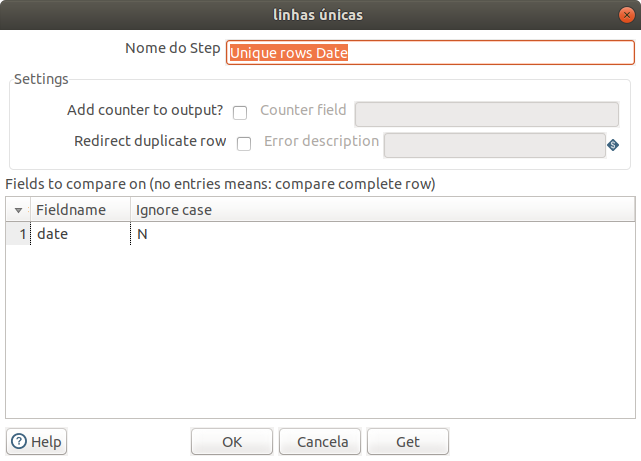 linhas únicas
Nome do Step Unique rows Date
Settings
Add counter to output? Counter field
Redirect duplicate row Error description
Fields to compare on (no entries means: compare complete row)
Fieldname Ignore case
1 date N
Help OK Cancela Get